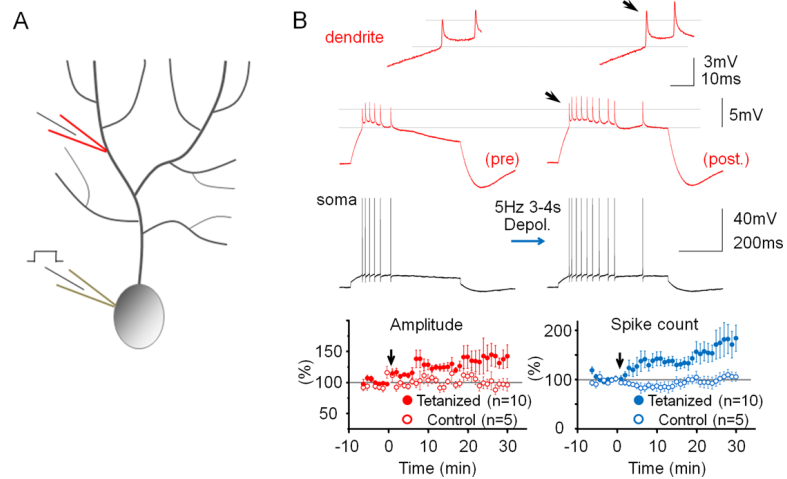 A
B
dendrite
3mV
10ms
5mV
(pre)
(post.)
soma
5Hz 3-4s
Depol.
40mV
200ms
Amplitude
(%)
150
100
75
50
25
Tetanized (n=10)
Control (n=5)
-10 0 10 20 30
Time (min)
Spike count
(%)
200
100
0
Tetanized (n=10)
Control (n=5)
-10 0 10 20 30
Time (min)